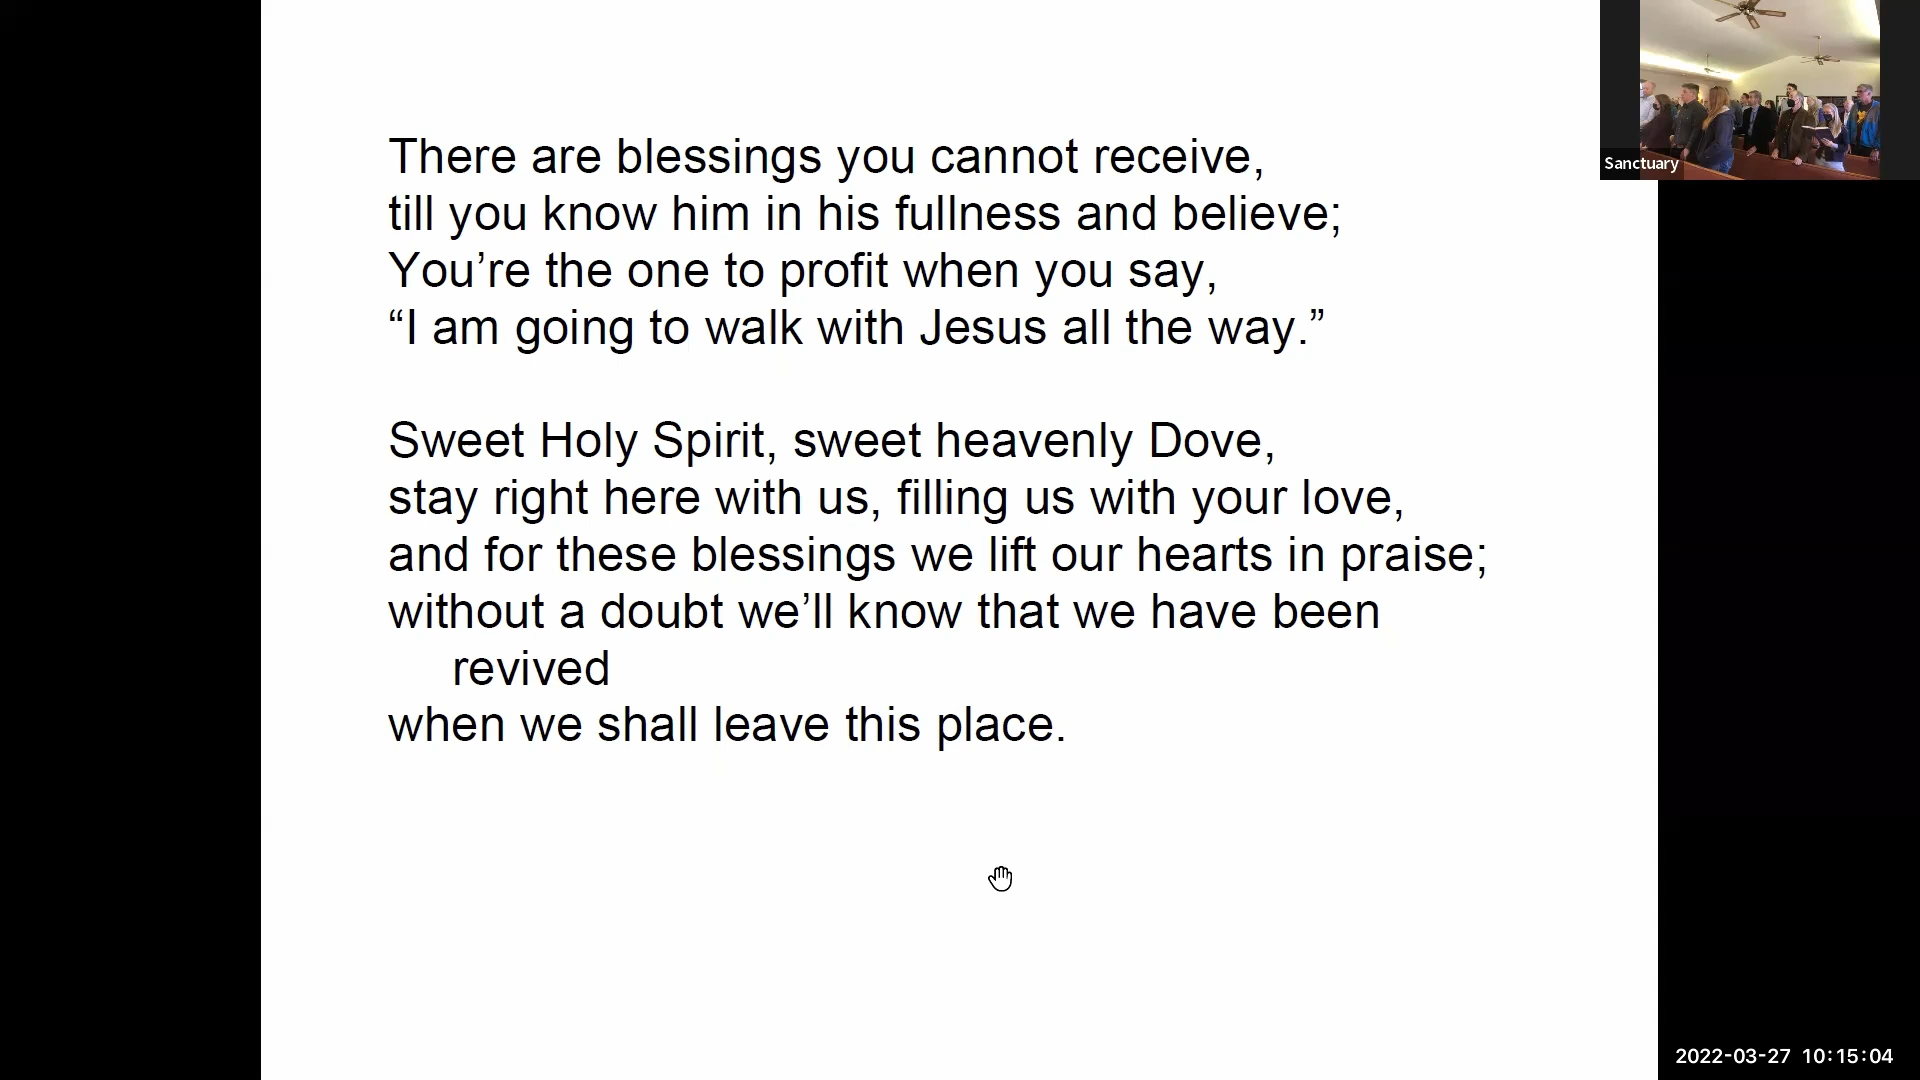 There are blessings you cannot receive,
till you know him in his fullness and believe;
You’re the one to profit when you say,
“I am going to walk with Jesus all the way.”
Sweet Holy Spirit, sweet heavenly Dove,
stay right here with us, filling us with your love,
and for these blessings we lift our hearts in praise;
without a doubt we’ll know that we have been
revived
when we shall leave this place.
Sanctuary
2022-03-27 10:15:04